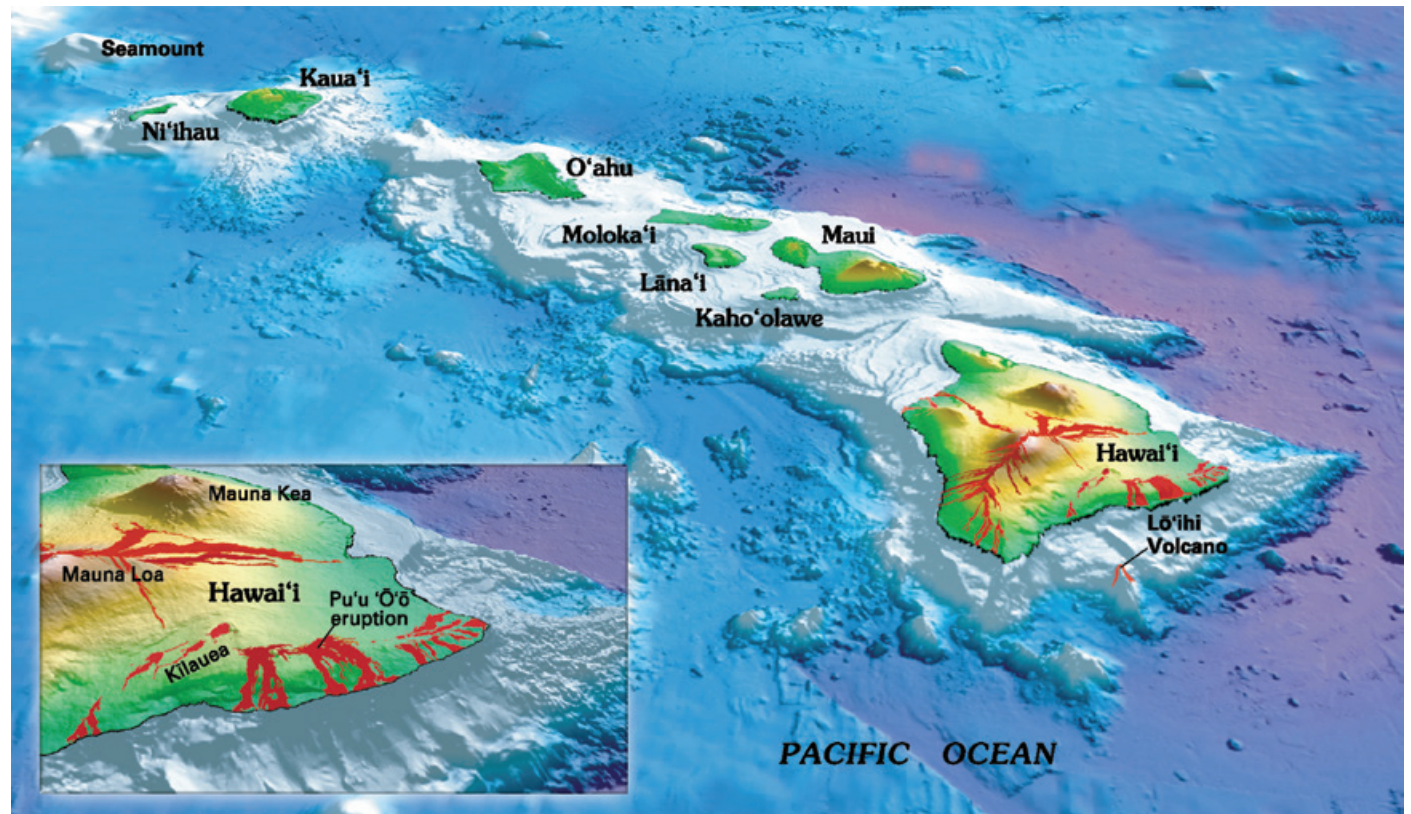 Seamount
Kaua‘i
Ni‘ihau
O‘ahu
Moloka‘i
Maui
Lāna‘i
Kaho‘olawe
Hawai‘i
Lō‘ihi
Volcano
Mauna Kea
Mauna Loa
Hawai‘i
Pu‘u ‘Ō‘ō
eruption
Kilauea
PACIFIC OCEAN